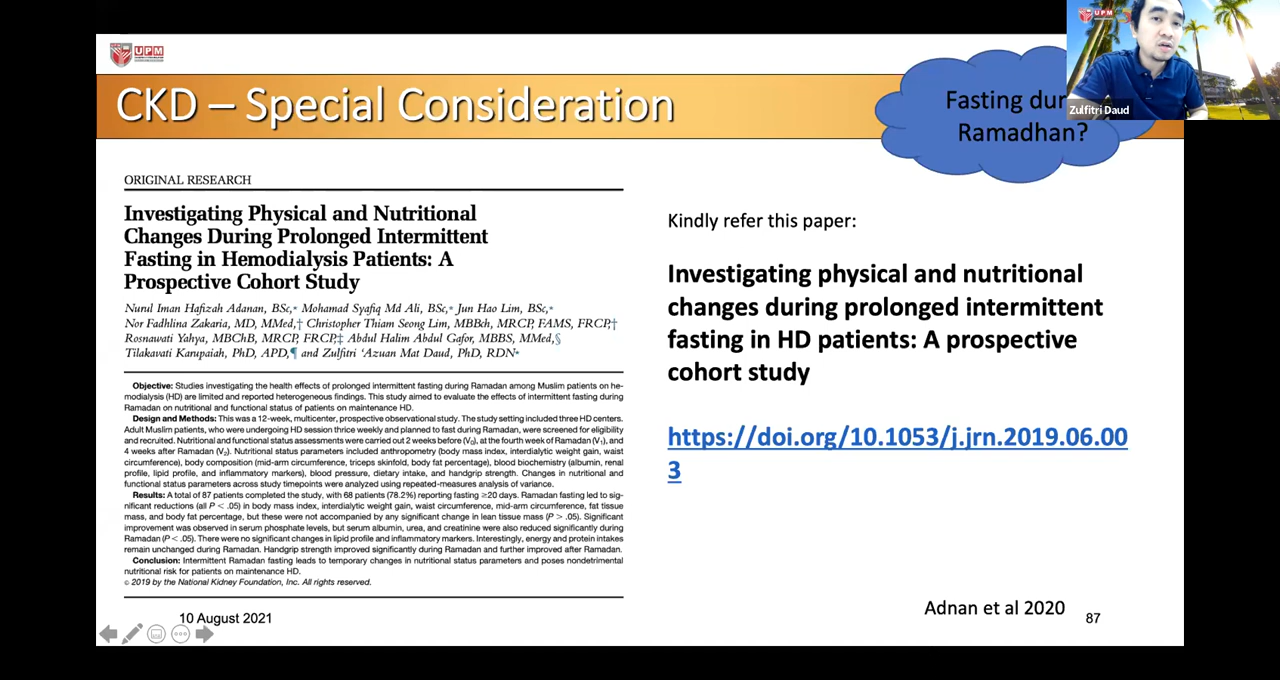 UPM
CKD – Special Consideration
Fasting dur
Ramadhan?
UPM
Zulfitri Daud
ORIGINAL RESEARCH
Investigating Physical and Nutritional
Changes During Prolonged Intermittent
Fasting in Hemodialysis Patients: A
Prospective Cohort Study
Nurul Iman Hafizah Adanan, BSc,* Mohamad Syafiq Md Ali, BSc,* Jun Hao Lim, BSc,*
Nor Fadhlina Zakaria, MD, MMed,† Christopher Thiam Seong Lim, MBBch, MRCP, FAMS, FRCP,†
Rosnawati Yahya, MBChB, MRCP, FRCP,‡ Abdul Halim Abdul Gafor, MBBS, MMed,§
Tilakavati Karupaiah, PhD, APD,¶ and Zulfitri 'Azuan Mat Daud, PhD, RDN*
Objective: Studies investigating the health effects of prolonged intermittent fasting during Ramadan among Muslim patients on he-
modialysis (HD) are limited and reported heterogeneous findings. This study aimed to evaluate the effects of intermittent fasting during
Ramadan on nutritional and functional status of patients on maintenance HD.
Design and Methods: This was a 12-week, multicenter, prospective observational study. The study setting included three HD centers.
Adult Muslim patients, who were undergoing HD session thrice weekly and planned to fast during Ramadan, were screened for eligibility
and recruited. Nutritional and functional status assessments were carried out 2 weeks before (V₀), at the fourth week of Ramadan (V₁), and
4 weeks after Ramadan (V₂). Nutritional status parameters included anthropometry (body mass index, interdialytic weight gain, waist
circumference), body composition (mid-arm circumference, triceps skinfold, body fat percentage), blood biochemistry (albumin, renal
profile, lipid profile, and inflammatory markers), blood pressure, dietary intake, and handgrip strength. Changes in nutritional and
functional status parameters across study timepoints were analyzed using repeated-measures analysis of variance.
Results: A total of 87 patients completed the study, with 68 patients (78.2%) reporting fasting ≥20 days. Ramadan fasting led to sig-
nificant reductions (all P < .05) in body mass index, interdialytic weight gain, waist circumference, mid-arm circumference, fat tissue
mass, and body fat percentage, but these were not accompanied by any significant change in lean tissue mass (P > .05). Significant
improvement was observed in serum phosphate levels, but serum albumin, urea, and creatinine were also reduced significantly during
Ramadan (P < .05). There were no significant changes in lipid profile and inflammatory markers. Interestingly, energy and protein intakes
remain unchanged during Ramadan. Handgrip strength improved significantly during Ramadan and further improved after Ramadan.
Conclusion: Intermittent Ramadan fasting leads to temporary changes in nutritional status parameters and poses nondetrimental
nutritional risk for patients on maintenance HD.
© 2019 by the National Kidney Foundation, Inc. All rights reserved.
Kindly refer this paper:
Investigating physical and nutritional
changes during prolonged intermittent
fasting in HD patients: A prospective
cohort study
https://doi.org/10.1053/j.jrn.2019.06.00
3
Adnan et al 2020
10 August 2021
87